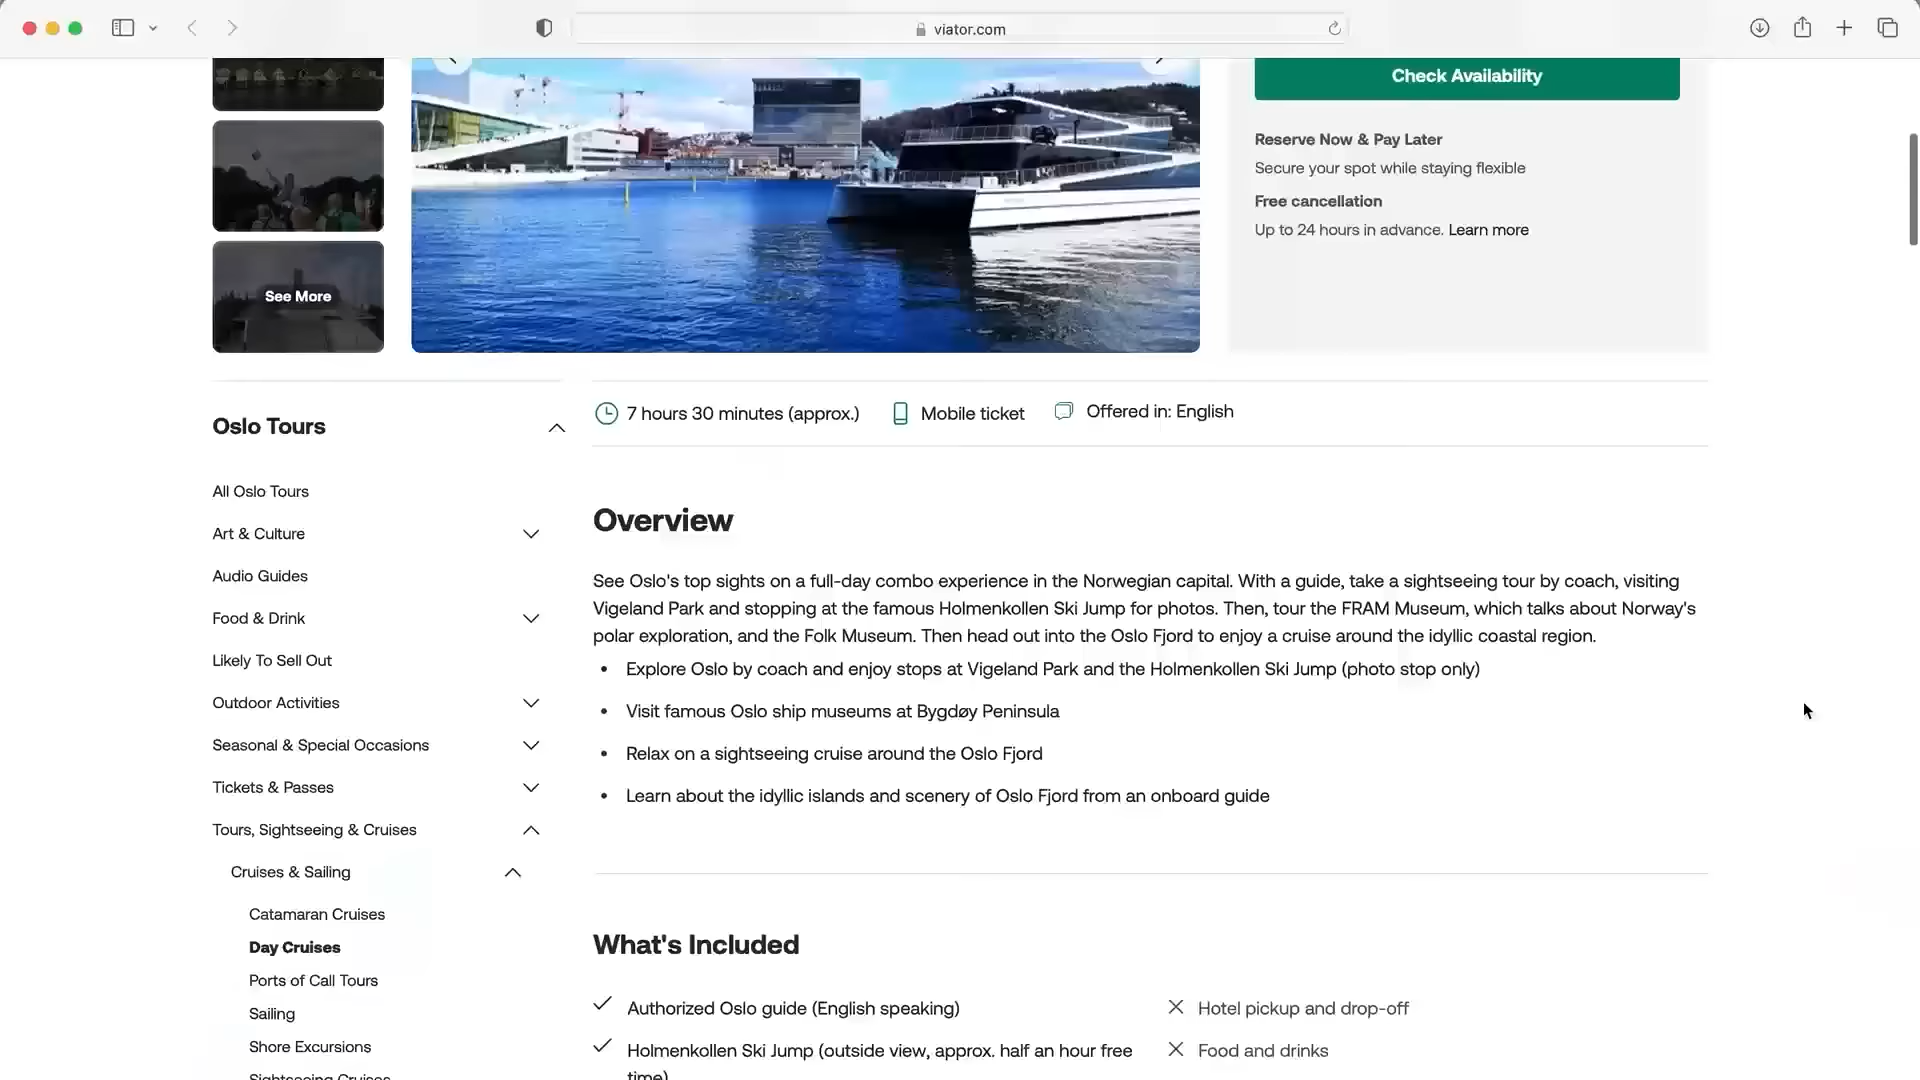 viator.com
Check Availability
Reserve Now & Pay Later
Secure your spot while staying flexible
Free cancellation
Up to 24 hours in advance. Learn more
See More
7 hours 30 minutes (approx.)
Mobile ticket
Offered in: English
Oslo Tours
All Oslo Tours
Art & Culture
Audio Guides
Food & Drink
Likely To Sell Out
Outdoor Activities
Seasonal & Special Occasions
Tickets & Passes
Tours, Sightseeing & Cruises
Cruises & Sailing
Catamaran Cruises
Day Cruises
Ports of Call Tours
Sailing
Shore Excursions
Sightseeing Cruises
Overview
See Oslo's top sights on a full-day combo experience in the Norwegian capital. With a guide, take a sightseeing tour by coach, visiting
Vigeland Park and stopping at the famous Holmenkollen Ski Jump for photos. Then, tour the FRAM Museum, which talks about Norway's
polar exploration, and the Folk Museum. Then head out into the Oslo Fjord to enjoy a cruise around the idyllic coastal region.
• Explore Oslo by coach and enjoy stops at Vigeland Park and the Holmenkollen Ski Jump (photo stop only)
• Visit famous Oslo ship museums at Bygdøy Peninsula
• Relax on a sightseeing cruise around the Oslo Fjord
• Learn about the idyllic islands and scenery of Oslo Fjord from an onboard guide
What's Included
Authorized Oslo guide (English speaking)
Holmenkollen Ski Jump (outside view, approx. half an hour free
time)
Hotel pickup and drop-off
Food and drinks